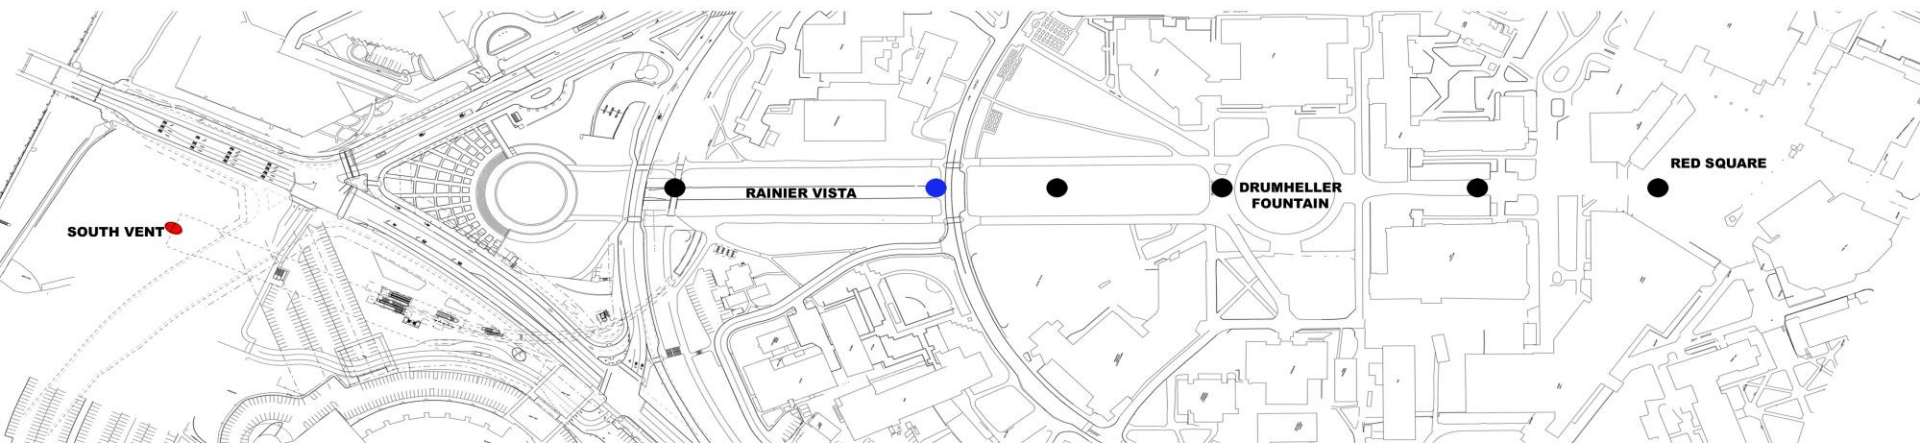 SOUTH VENT
RAINIER VISTA
DRUMHELLER
FOUNTAIN
RED SQUARE